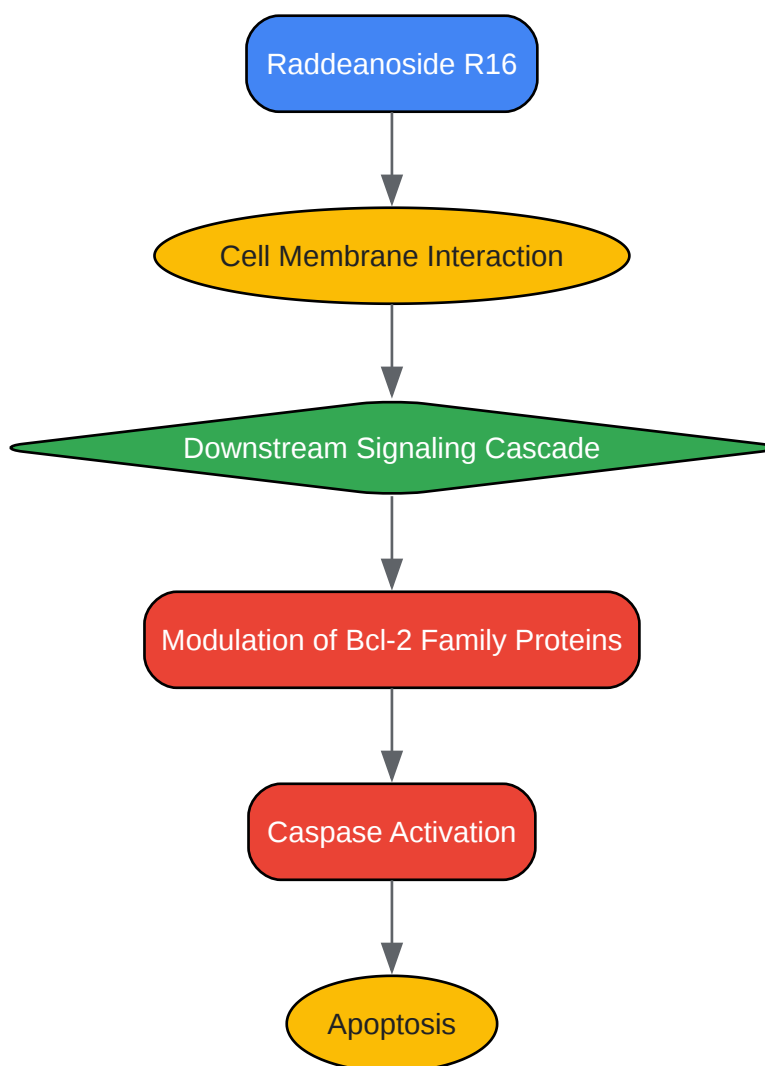 Raddeanoside R16
Cell Membrane Interaction
Downstream Signaling Cascade
Modulation of Bcl-2 Family Proteins
Caspase Activation
Apoptosis